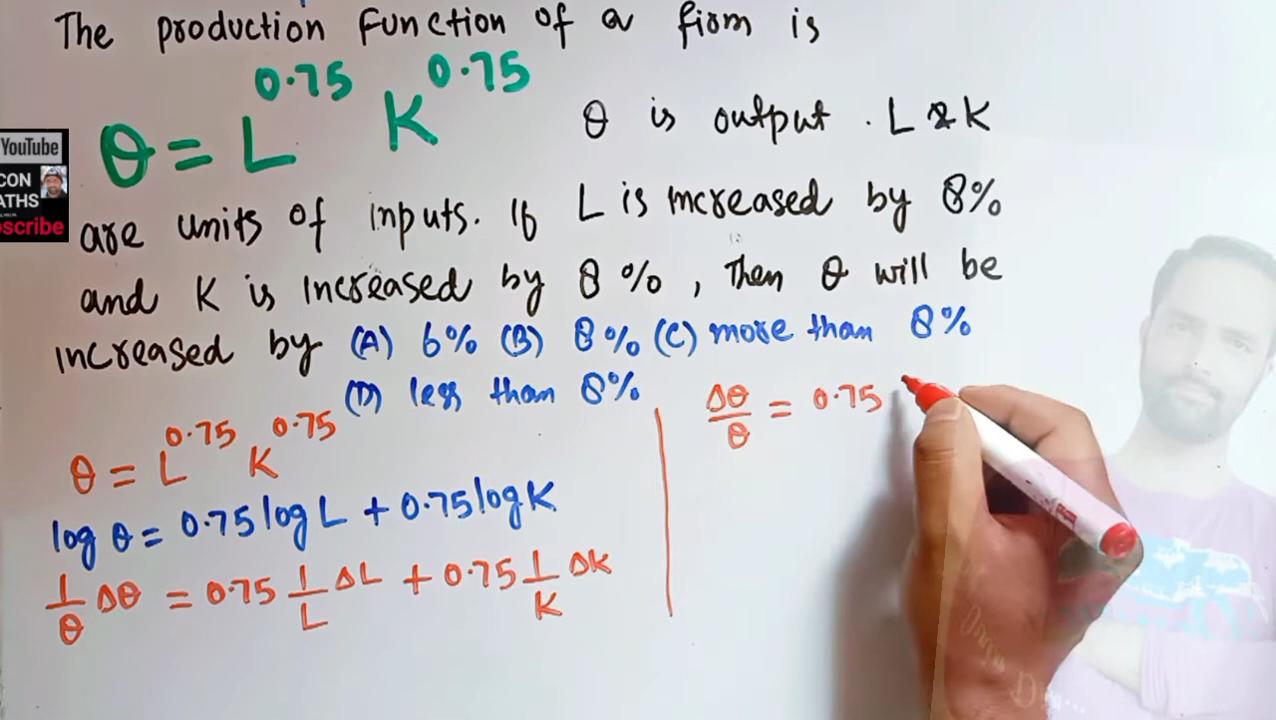 The production function of a firm is
θ = L^0.75 K^0.75 θ is output. L & K
YouTube
CON
ATHS
scribe
are units of inputs. If L is increased by 8%
and K is increased by 8%, then θ will be
increased by (A) 6% (B) 8% (C) more than 8%
(D) less than 8%
θ = L^0.75 K^0.75
log θ = 0.75 log L + 0.75 log K
1/θ Δθ = 0.75 1/L ΔL + 0.75 1/K ΔK
Δθ/θ = 0.75